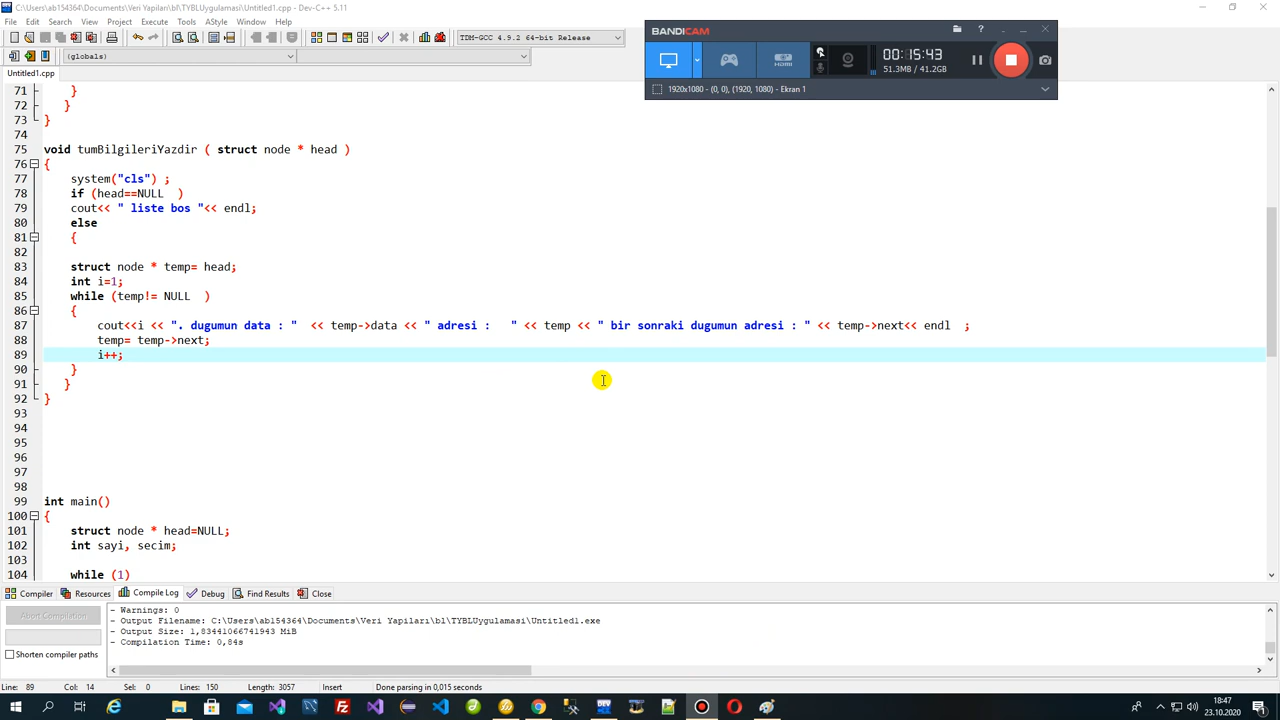 C:\Users\ab154364\Documents\Veri Yapilari\bl\TYBLUygulamasi\Untitled1.cpp - Dev-C++ 5.11
File Edit Search View Project Execute Tools AStyle Window Help
TDM-GCC 4.9.2 64-bit Release
(globals)
Untitled1.cpp
BANDICAM
Hami
00:15:43
51.3MB / 41.2GB
1920x1080 - (0, 0), (1920, 1080) - Ekran 1
71 }
72 }
73 }
74
75 void tumBilgileriYazdir ( struct node * head )
76 {
77 system("cls") ;
78 if (head==NULL )
79 cout<< " liste bos "<< endl;
80 else
81 {
82
83 struct node * temp= head;
84 int i=1;
85 while (temp!= NULL )
86 {
87 cout<<i << ". dugumun data : " << temp->data << " adresi : " << temp << " bir sonraki dugumun adresi : " << temp->next<< endl ;
88 temp= temp->next;
89 i++;
90 }
91 }
92 }
93
94
95
96
97
98
99 int main()
100 {
101 struct node * head=NULL;
102 int sayi, secim;
103
104 while (1)
Compiler Resources Compile Log Debug Find Results Close
Abort Compilation
Shorten compiler paths
- Warnings: 0
- Output Filename: C:\Users\ab154364\Documents\Veri Yapilari\bl\TYBLUygulamasi\Untitled1.exe
- Output Size: 1,83441066741943 MiB
- Compilation Time: 0,84s
Line: 89 Col: 14 Sel: 0 Lines: 150 Length: 3057 Insert Done parsing in 0,015 seconds
18:47
23.10.2020